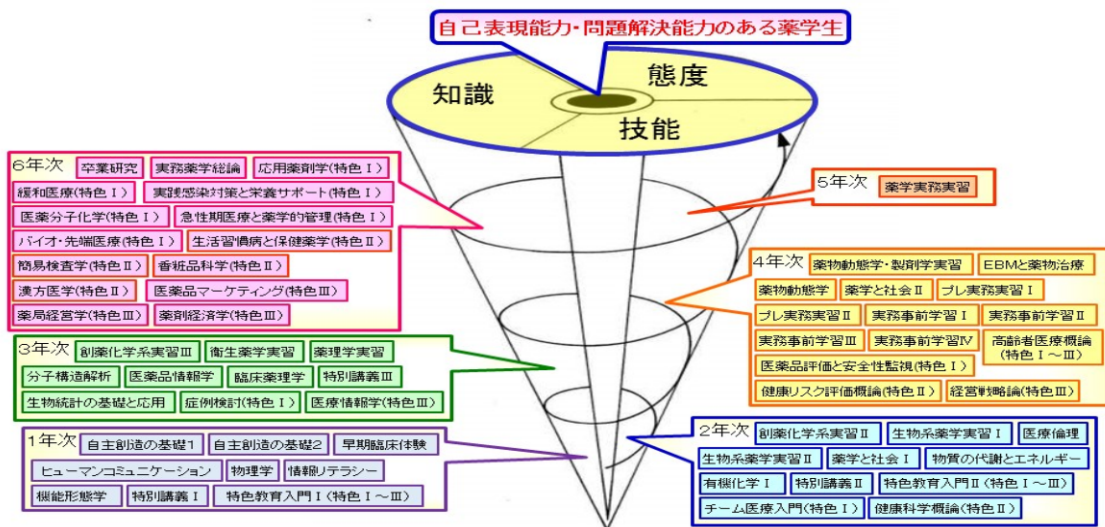 自己表現能力・問題解決能力のある薬学生
知識
態度
技能
6年次 卒業研究 実務薬学総論 応用薬剤学(特色Ⅰ)
緩和医療(特色Ⅰ) 実践感染対策と栄養サポート(特色Ⅰ)
医薬分子化学(特色Ⅰ) 急性期医療と薬学的管理(特色Ⅰ)
バイオ・先端医療(特色Ⅰ) 生活習慣病と保健薬学(特色Ⅱ)
簡易検査学(特色Ⅱ) 香粧品科学(特色Ⅱ)
漢方医学(特色Ⅱ) 医薬品マーケティング(特色Ⅲ)
薬局経営学(特色Ⅲ) 薬剤経済学(特色Ⅲ)
5年次 薬学実務実習
4年次 薬物動態学・製剤学実習 EBMと薬物治療
薬物動態学 薬学と社会Ⅱ プレ実務実習Ⅰ
プレ実務実習Ⅱ 実務事前学習Ⅰ 実務事前学習Ⅱ
実務事前学習Ⅲ 実務事前学習Ⅳ 高齢者医療概論
(特色Ⅰ～Ⅲ)
医薬品評価と安全性監視(特色Ⅰ)
健康リスク評価概論(特色Ⅱ) 経営戦略論(特色Ⅲ)
3年次 創薬化学系実習Ⅲ 衛生薬学実習 薬理学実習
分子構造解析 医薬品情報学 臨床薬理学 特別講義Ⅲ
生物統計の基礎と応用 症例検討(特色Ⅰ) 医療情報学(特色Ⅲ)
1年次 自主創造の基礎1 自主創造の基礎2 早期臨床体験
ヒューマンコミュニケーション 物理学 情報リテラシー
機能形態学 特別講義Ⅰ 特色教育入門Ⅰ(特色Ⅰ～Ⅲ)
2年次 創薬化学系実習Ⅱ 生物系薬学実習Ⅰ 医療倫理
生物系薬学実習Ⅱ 薬学と社会Ⅰ 物質の代謝とエネルギー
有機化学Ⅰ 特別講義Ⅱ 特色教育入門Ⅱ(特色Ⅰ～Ⅲ)
チーム医療入門(特色Ⅰ) 健康科学概論(特色Ⅱ)